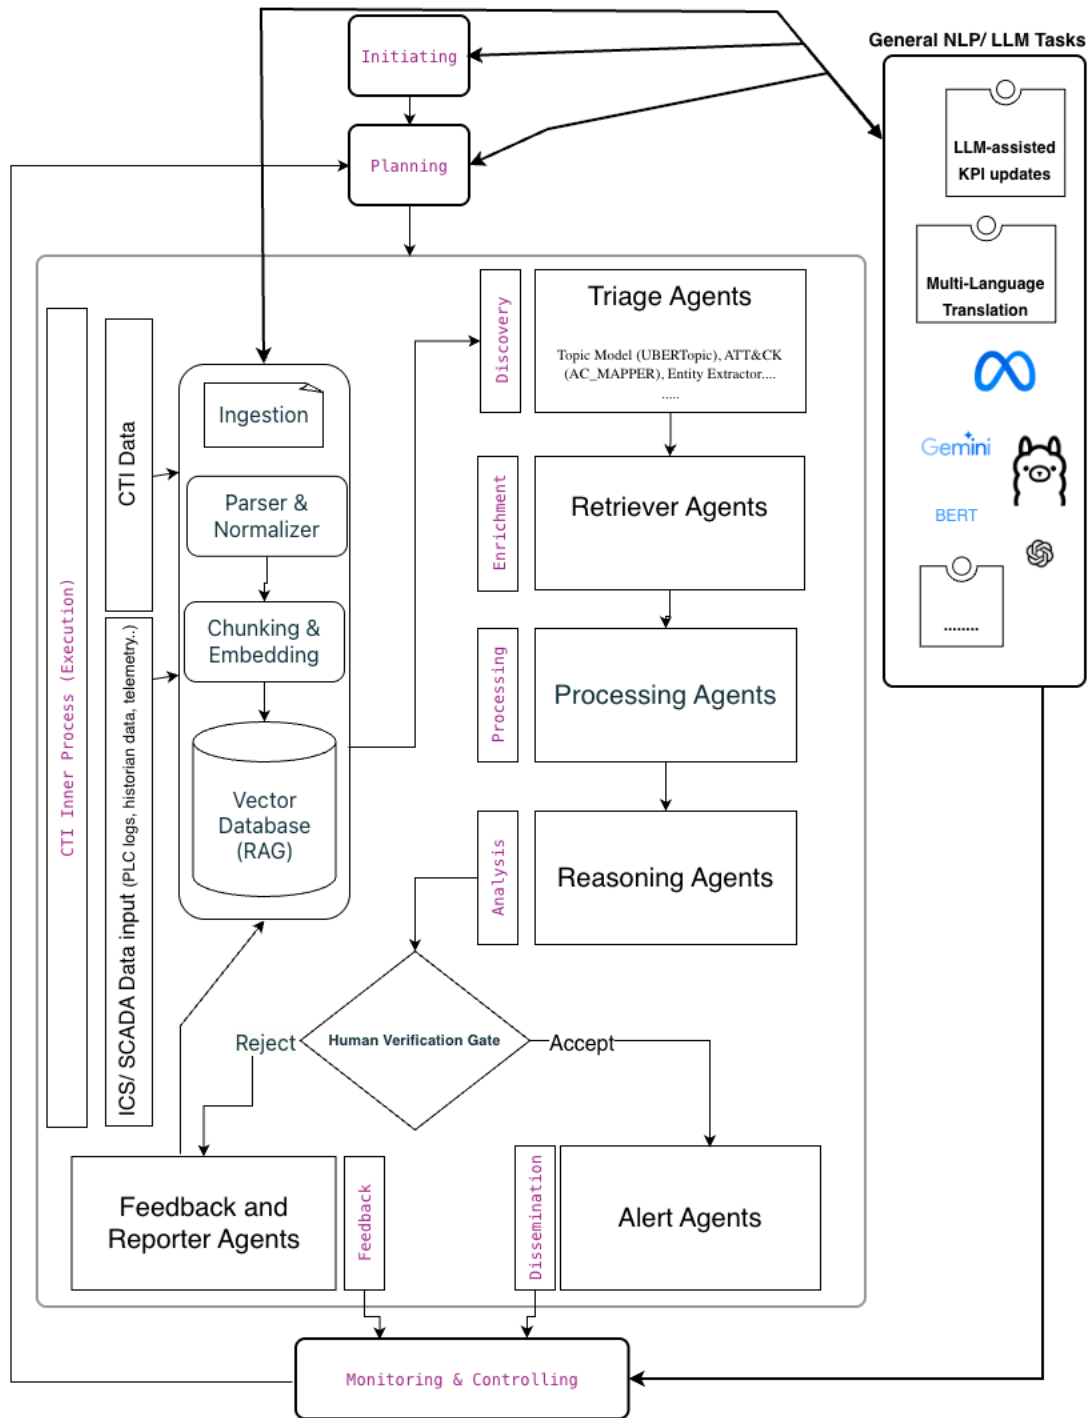 Initiating
General NLP/ LLM Tasks
LLM-assisted
KPI updates
Planning
Multi-Language
Translation
Gemini
BERT
........
CTI Inner Process (Execution)
CTI Data
ICS/ SCADA Data input (PLC logs, historian data, telemetry..)
Ingestion
Parser &
Normalizer
Chunking &
Embedding
Vector
Database
(RAG)
Discovery
Triage Agents
Topic Model (UBERTopic), ATT&CK
(AC_MAPPER), Entity Extractor....
.....
Enrichment
Retriever Agents
Processing
Processing Agents
Analysis
Reasoning Agents
Reject
Human Verification Gate
Accept
Feedback and
Reporter Agents
Feedback
Dissemination
Alert Agents
Monitoring & Controlling